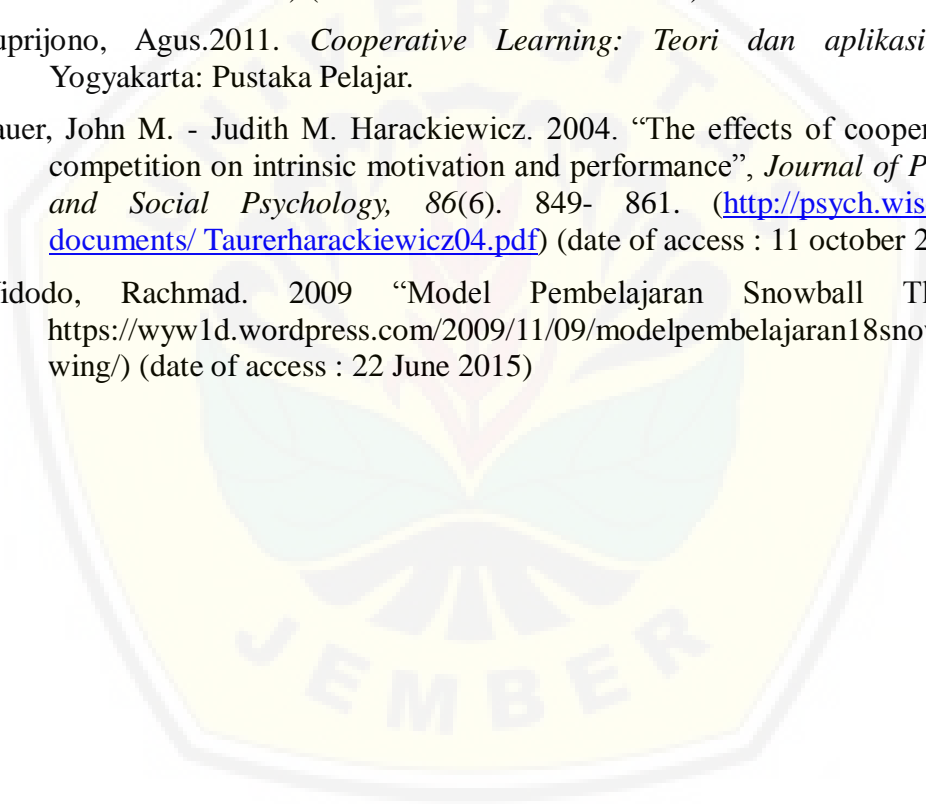 uprijono, Agus.2011. Cooperative Learning: Teori dan aplikasi
Yogyakarta: Pustaka Pelajar.
auer, John M. - Judith M. Harackiewicz. 2004. “The effects of cooper
competition on intrinsic motivation and performance”, Journal of P
and Social Psychology, 86(6). 849- 861. (http://psych.wis
documents/ Taurerharackiewicz04.pdf) (date of access : 11 october 2
idodo, Rachmad. 2009 “Model Pembelajaran Snowball Th
https://wyw1d.wordpress.com/2009/11/09/modelpembelajaran18snow
wing/) (date of access : 22 June 2015)
JEMBER